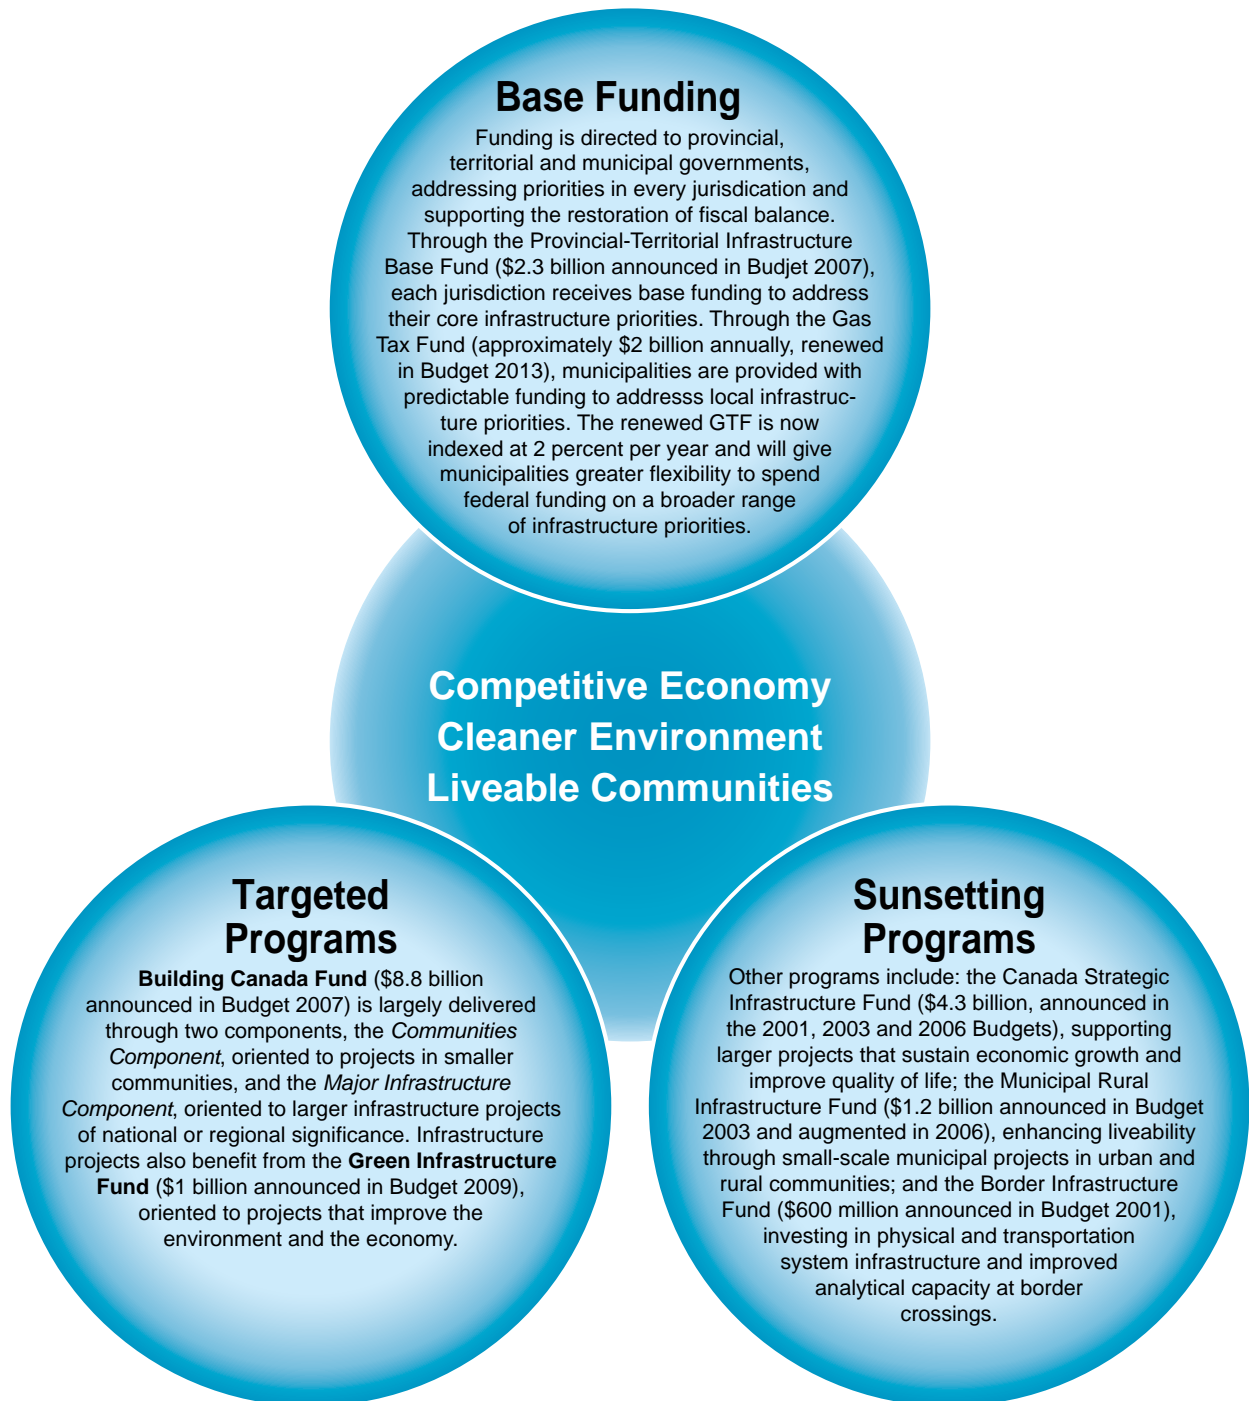 Base Funding
Funding is directed to provincial,
territorial and municipal governments,
addressing priorities in every jurisdication and
supporting the restoration of fiscal balance.
Through the Provincial-Territorial Infrastructure
Base Fund ($2.3 billion announced in Budjet 2007),
each jurisdiction receives base funding to address
their core infrastructure priorities. Through the Gas
Tax Fund (approximately $2 billion annually, renewed
in Budget 2013), municipalities are provided with
predictable funding to addresss local infrastruc-
ture priorities. The renewed GTF is now
indexed at 2 percent per year and will give
municipalities greater flexibility to spend
federal funding on a broader range
of infrastructure priorities.
Competitive Economy
Cleaner Environment
Liveable Communities
Targeted
Programs
Building Canada Fund ($8.8 billion
announced in Budget 2007) is largely delivered
through two components, the Communities
Component, oriented to projects in smaller
communities, and the Major Infrastructure
Component, oriented to larger infrastructure projects
of national or regional significance. Infrastructure
projects also benefit from the Green Infrastructure
Fund ($1 billion announced in Budget 2009),
oriented to projects that improve the
environment and the economy.
Sunsetting
Programs
Other programs include: the Canada Strategic
Infrastructure Fund ($4.3 billion, announced in
the 2001, 2003 and 2006 Budgets), supporting
larger projects that sustain economic growth and
improve quality of life; the Municipal Rural
Infrastructure Fund ($1.2 billion announced in Budget
2003 and augmented in 2006), enhancing liveability
through small-scale municipal projects in urban and
rural communities; and the Border Infrastructure
Fund ($600 million announced in Budget 2001),
investing in physical and transportation
system infrastructure and improved
analytical capacity at border
crossings.